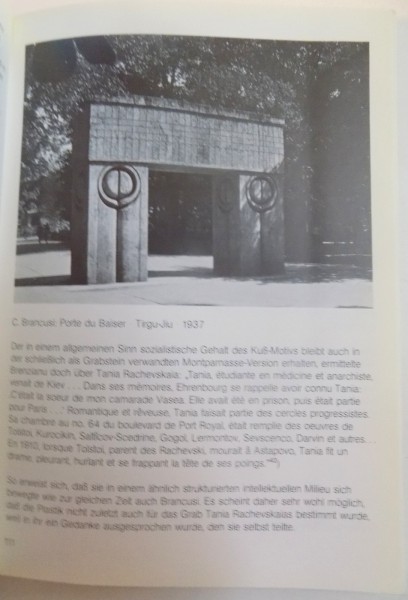 C. Brancusi: Porte du Baiser   Tirgu-Jiu   1937
Der in einem allgemeinen Sinn sozialistische Gehalt des Kuß-Motivs bleibt auch in
der schließlich als Grabstein verwandten Montparnasse-Version erhalten, ermittelte
Brenzianu doch über Tania Rachevskaïa: „Tania, étudiante en médicine et anarchiste,
venait de Kiev . . . Dans ses mémoires, Ehrenbourg se rappelle avoir connu Tania:
‚C'était la soeur de mon camarade Vasea. Elle avait été en prison, puis était partie
pour Paris . . .' Romantique et rêveuse, Tania faisait partie des cercles progressistes.
Sa chambre au no. 64 du boulevard de Port Royal, était remplie des oeuvres de
Tolstoi, Kurocikin, Saltîcov-Scedrine, Gogol, Lermontov, Sevscenco, Darvin et autres. . .
En 1910, lorsque Tolstoi, parent des Rachevski, mourait à Astapovo, Tania fit un
drame, pleurant, hurlant et se frappant la tête de ses poings."
So erweist sich, daß sie in einem ähnlich strukturierten intellektuellen Milieu sich
bewegte wie zur gleichen Zeit auch Brancusi. Es scheint daher sehr wohl möglich,
daß die Plastik nicht zuletzt auch für das Grab Tania Rachevskaïas bestimmt wurde,
weil in ihr ein Gedanke ausgesprochen wurde, den sie selbst teilte.